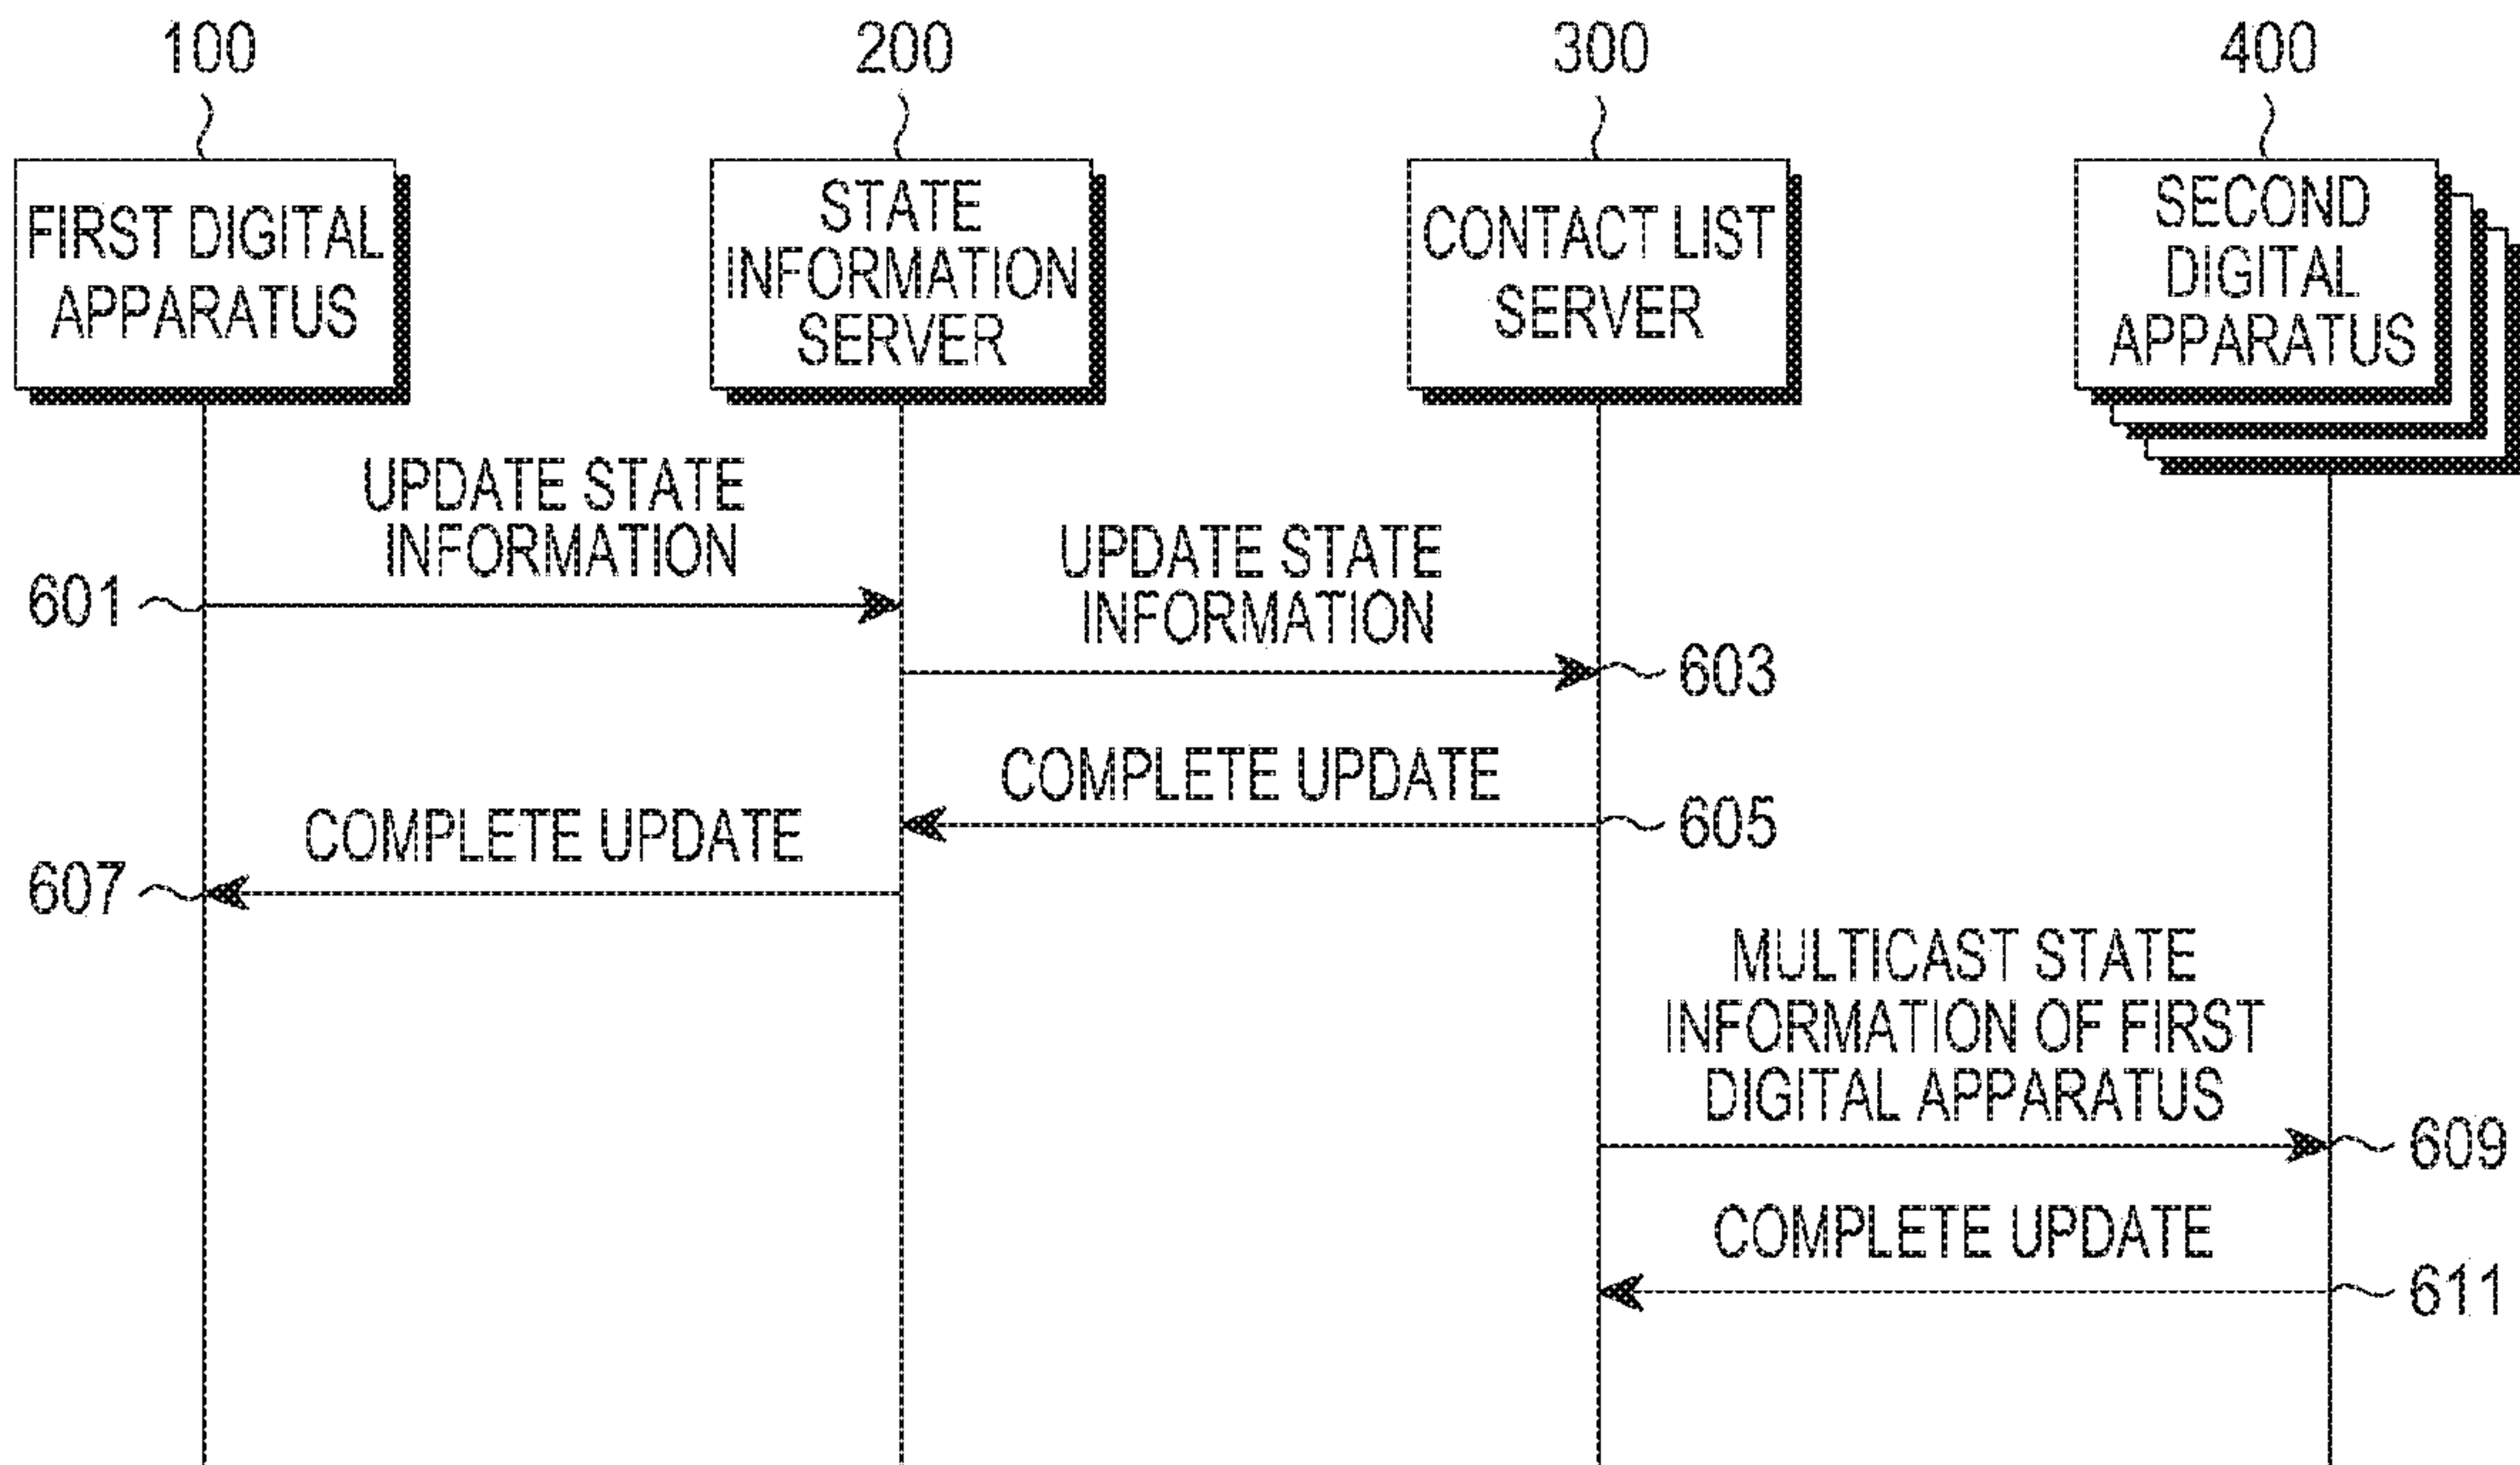 100
200
300
400
FIRST DIGITAL
APPARATUS
STATE
INFORMATION
SERVER
CONTACT LIST
SERVER
SECOND
DIGITAL
APPARATUS
UPDATE STATE
INFORMATION
601
UPDATE STATE
INFORMATION
603
COMPLETE UPDATE
605
COMPLETE UPDATE
607
MULTICAST STATE
INFORMATION OF FIRST
DIGITAL APPARATUS
609
COMPLETE UPDATE
611